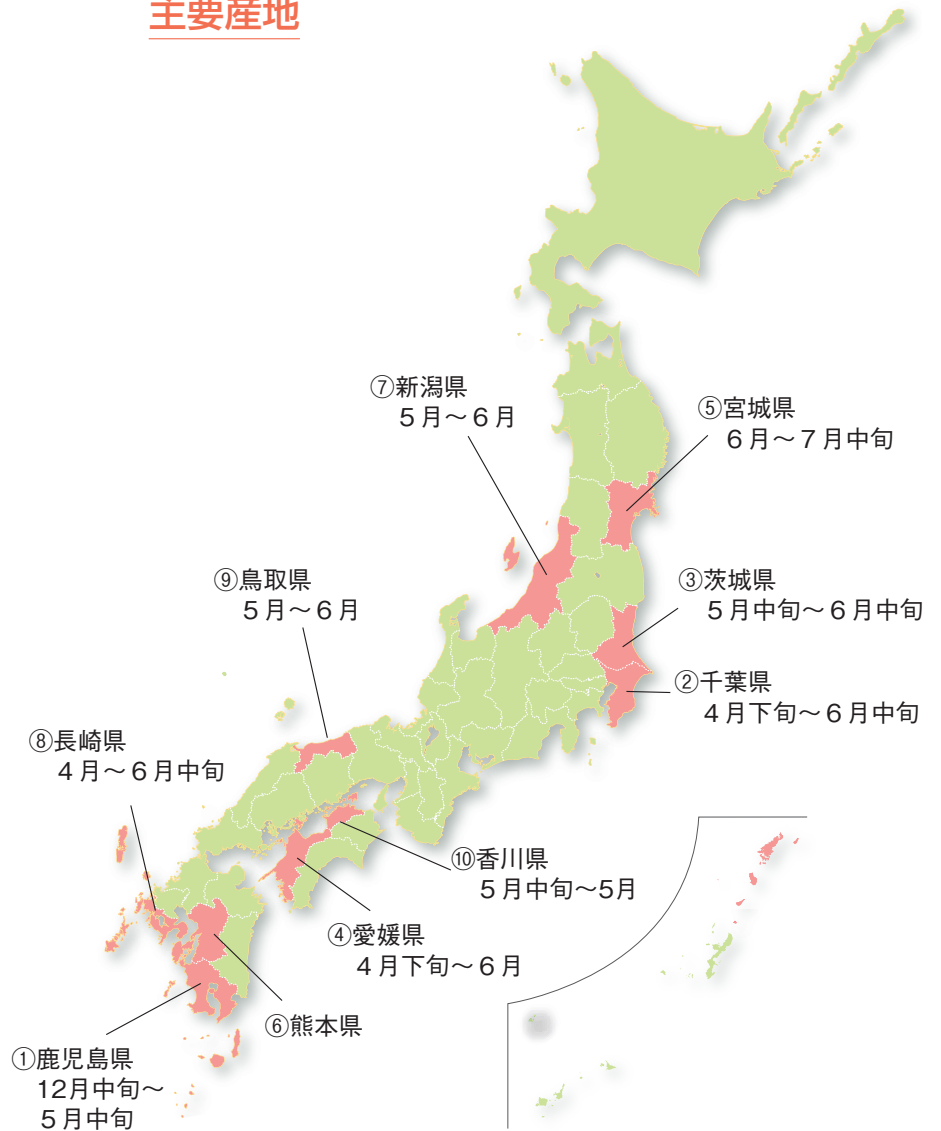 主要産地
⑦新潟県
５月～６月
⑤宮城県
６月～７月中旬
⑨鳥取県
５月～６月
③茨城県
５月中旬～６月中旬
②千葉県
４月下旬～６月中旬
⑧長崎県
４月～６月中旬
⑩香川県
５月中旬～5月
④愛媛県
４月下旬～６月
⑥熊本県
①鹿児島県
12月中旬～
５月中旬